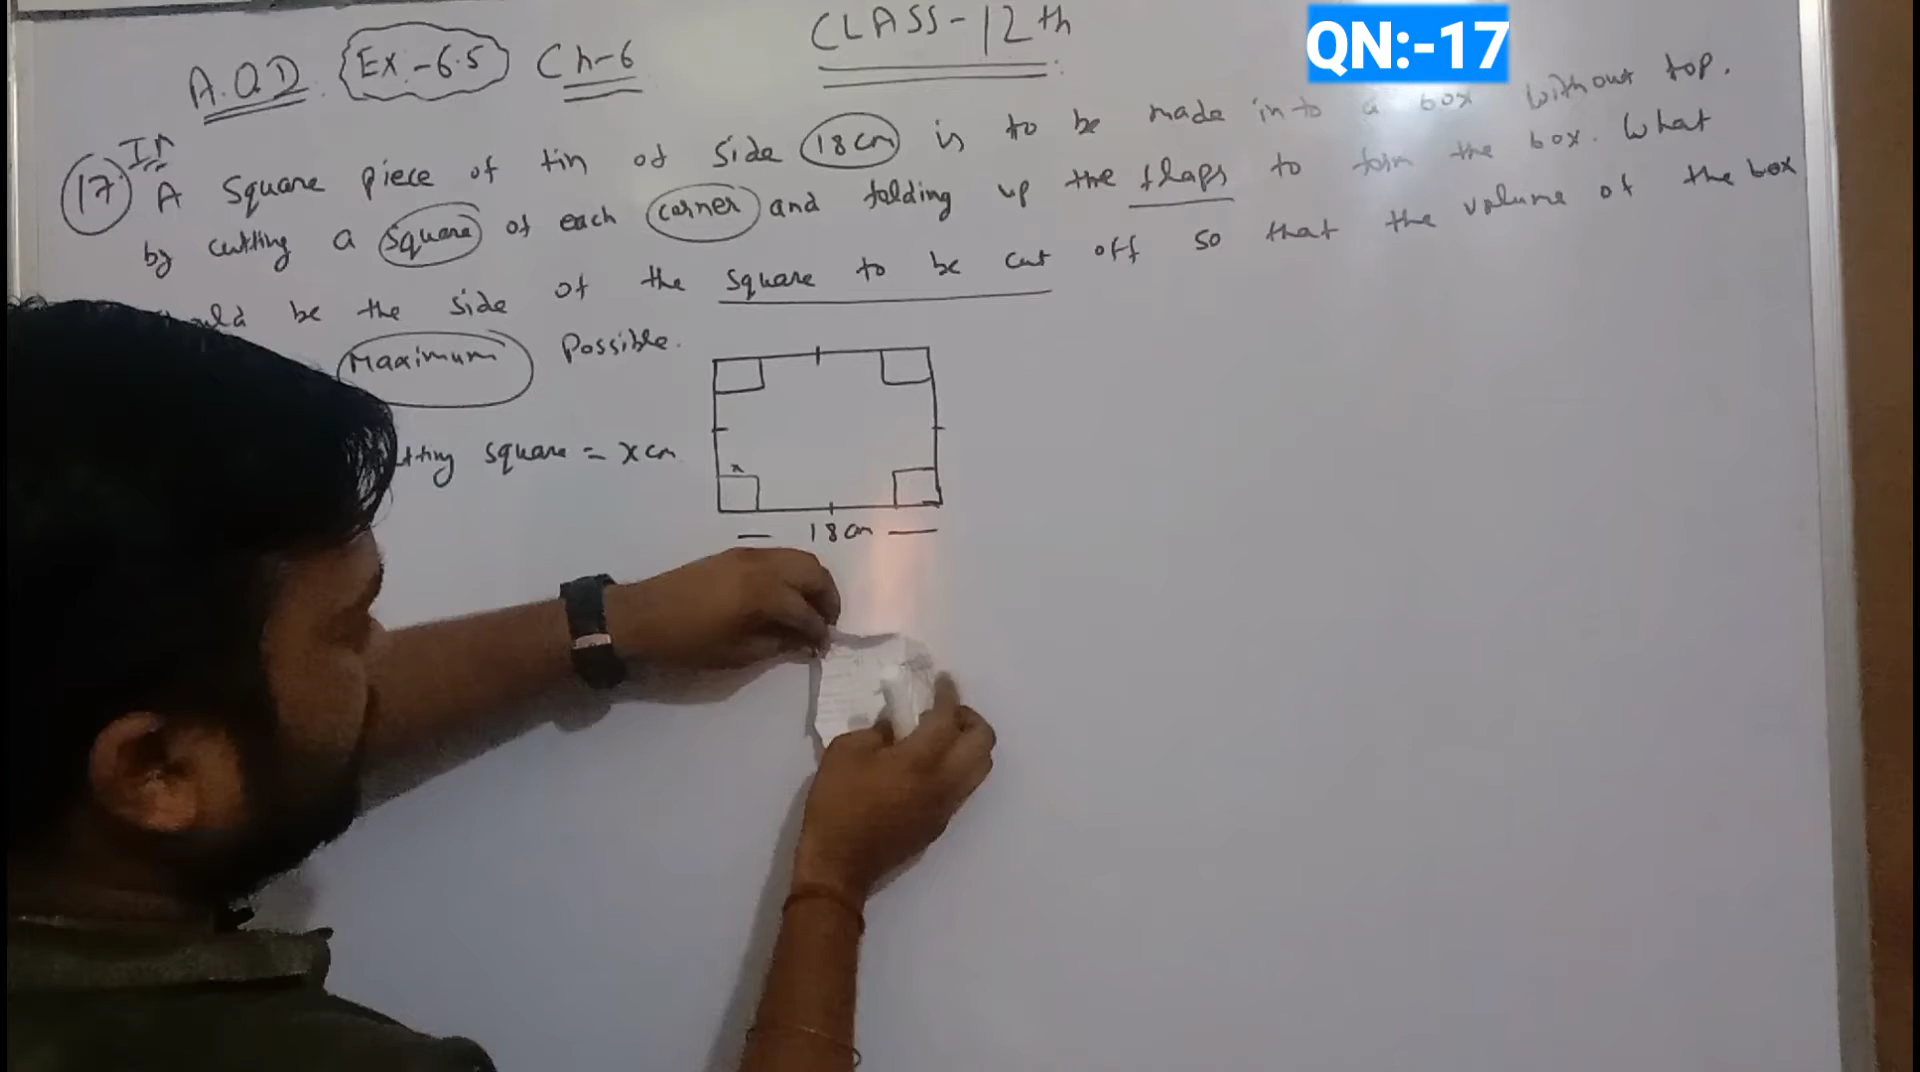 CLASS-12th
QN:-17
A.O.D. Ex.-6.5 Ch-6
Im
17. A square piece of tin of side 18cm is to be made into a box without top.
by cutting a square of each corner and folding up the flaps to form the box. What
be the side of the square to be cut off so that the volume of the box
Maximum Possible.
square = x cm
x
18cm